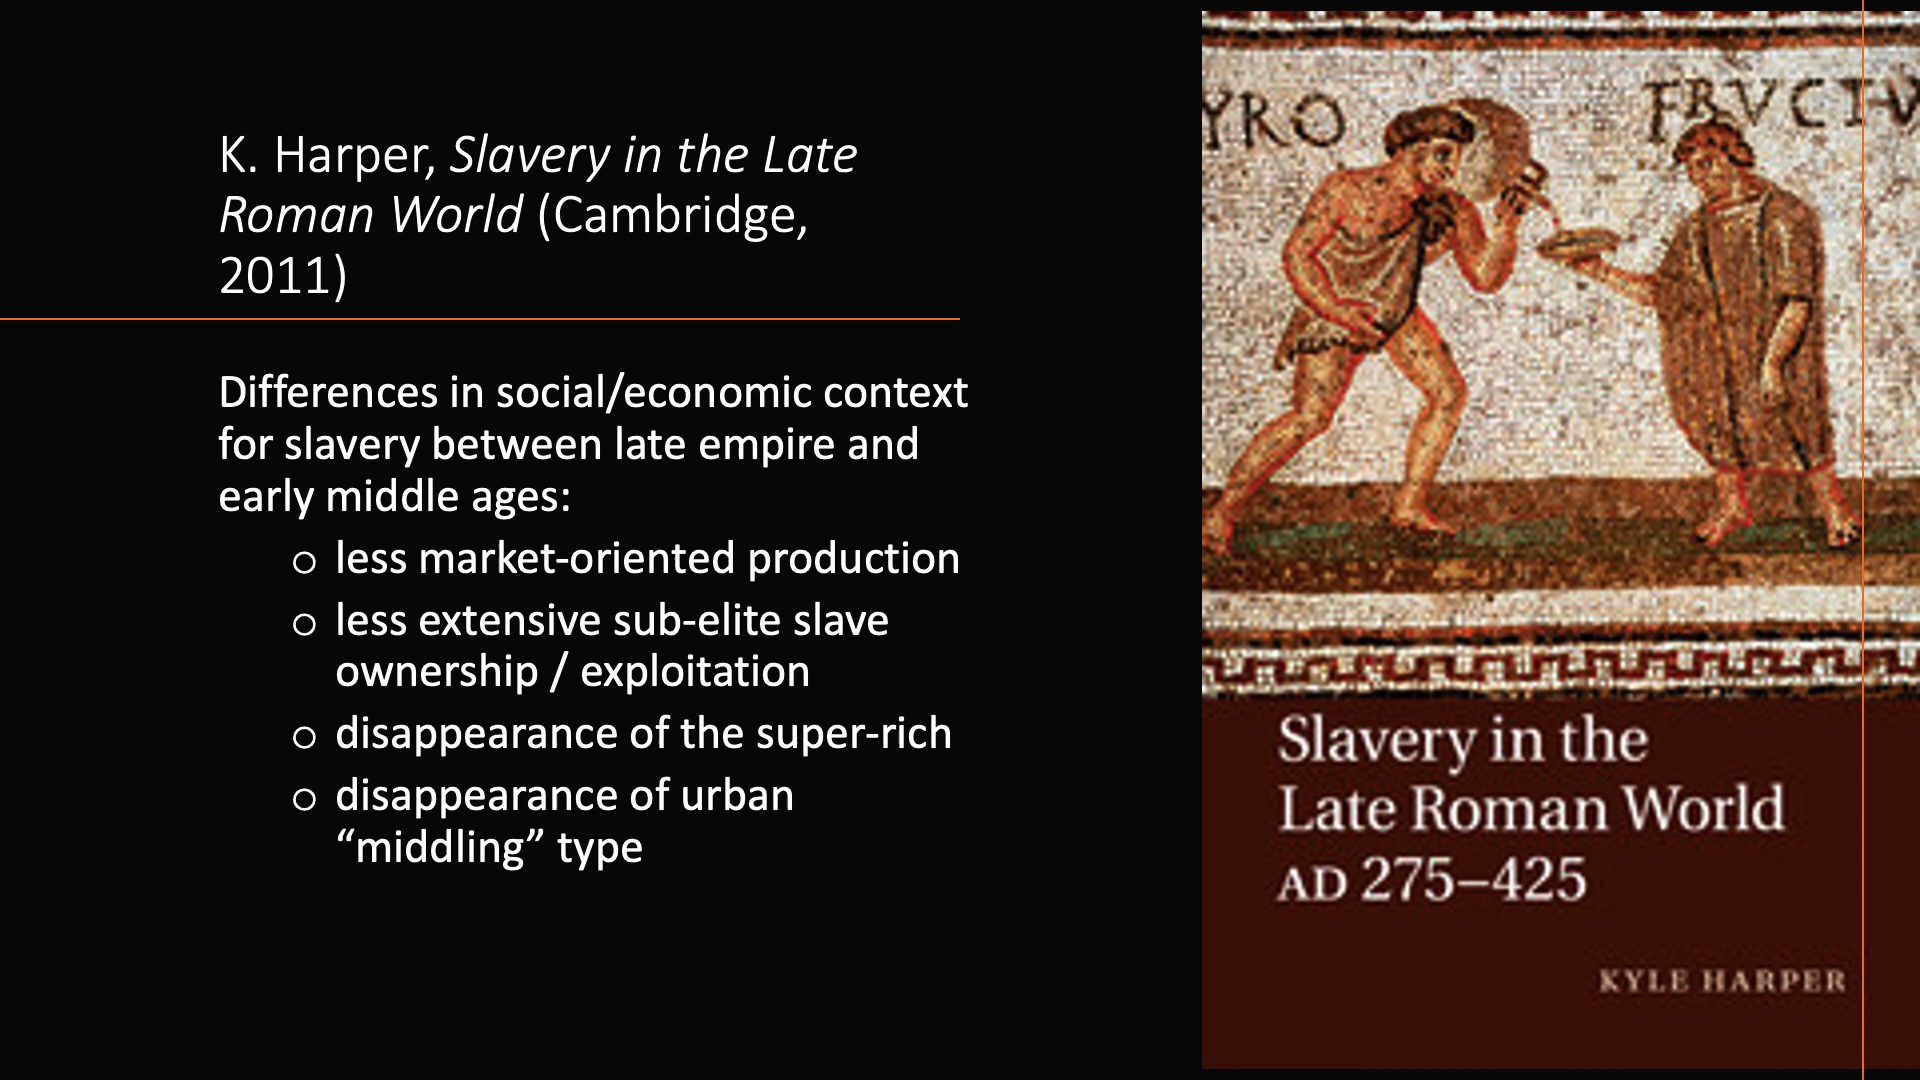 K. Harper, Slavery in the Late
Roman World (Cambridge,
2011)
Differences in social/economic context
for slavery between late empire and
early middle ages:
○ less market-oriented production
○ less extensive sub-elite slave
ownership / exploitation
○ disappearance of the super-rich
○ disappearance of urban
“middling” type
YRO
FRVCTV
Slavery in the
Late Roman World
AD 275–425
KYLE HARPER